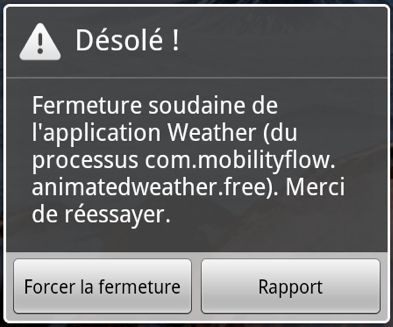 Désolé !
Fermeture soudaine de
l'application Weather (du
processus com.mobilityflow.
animatedweather.free). Merci
de réessayer.
Forcer la fermeture
Rapport